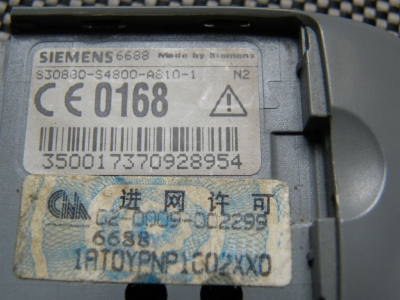 SIEMENS 6688 Made by Siemens
S30880-S4800-A810-1 N2
CE 0168
350017370928954
进网许可
02-0009-002299
6688
1AT0YPNP1C02XX0